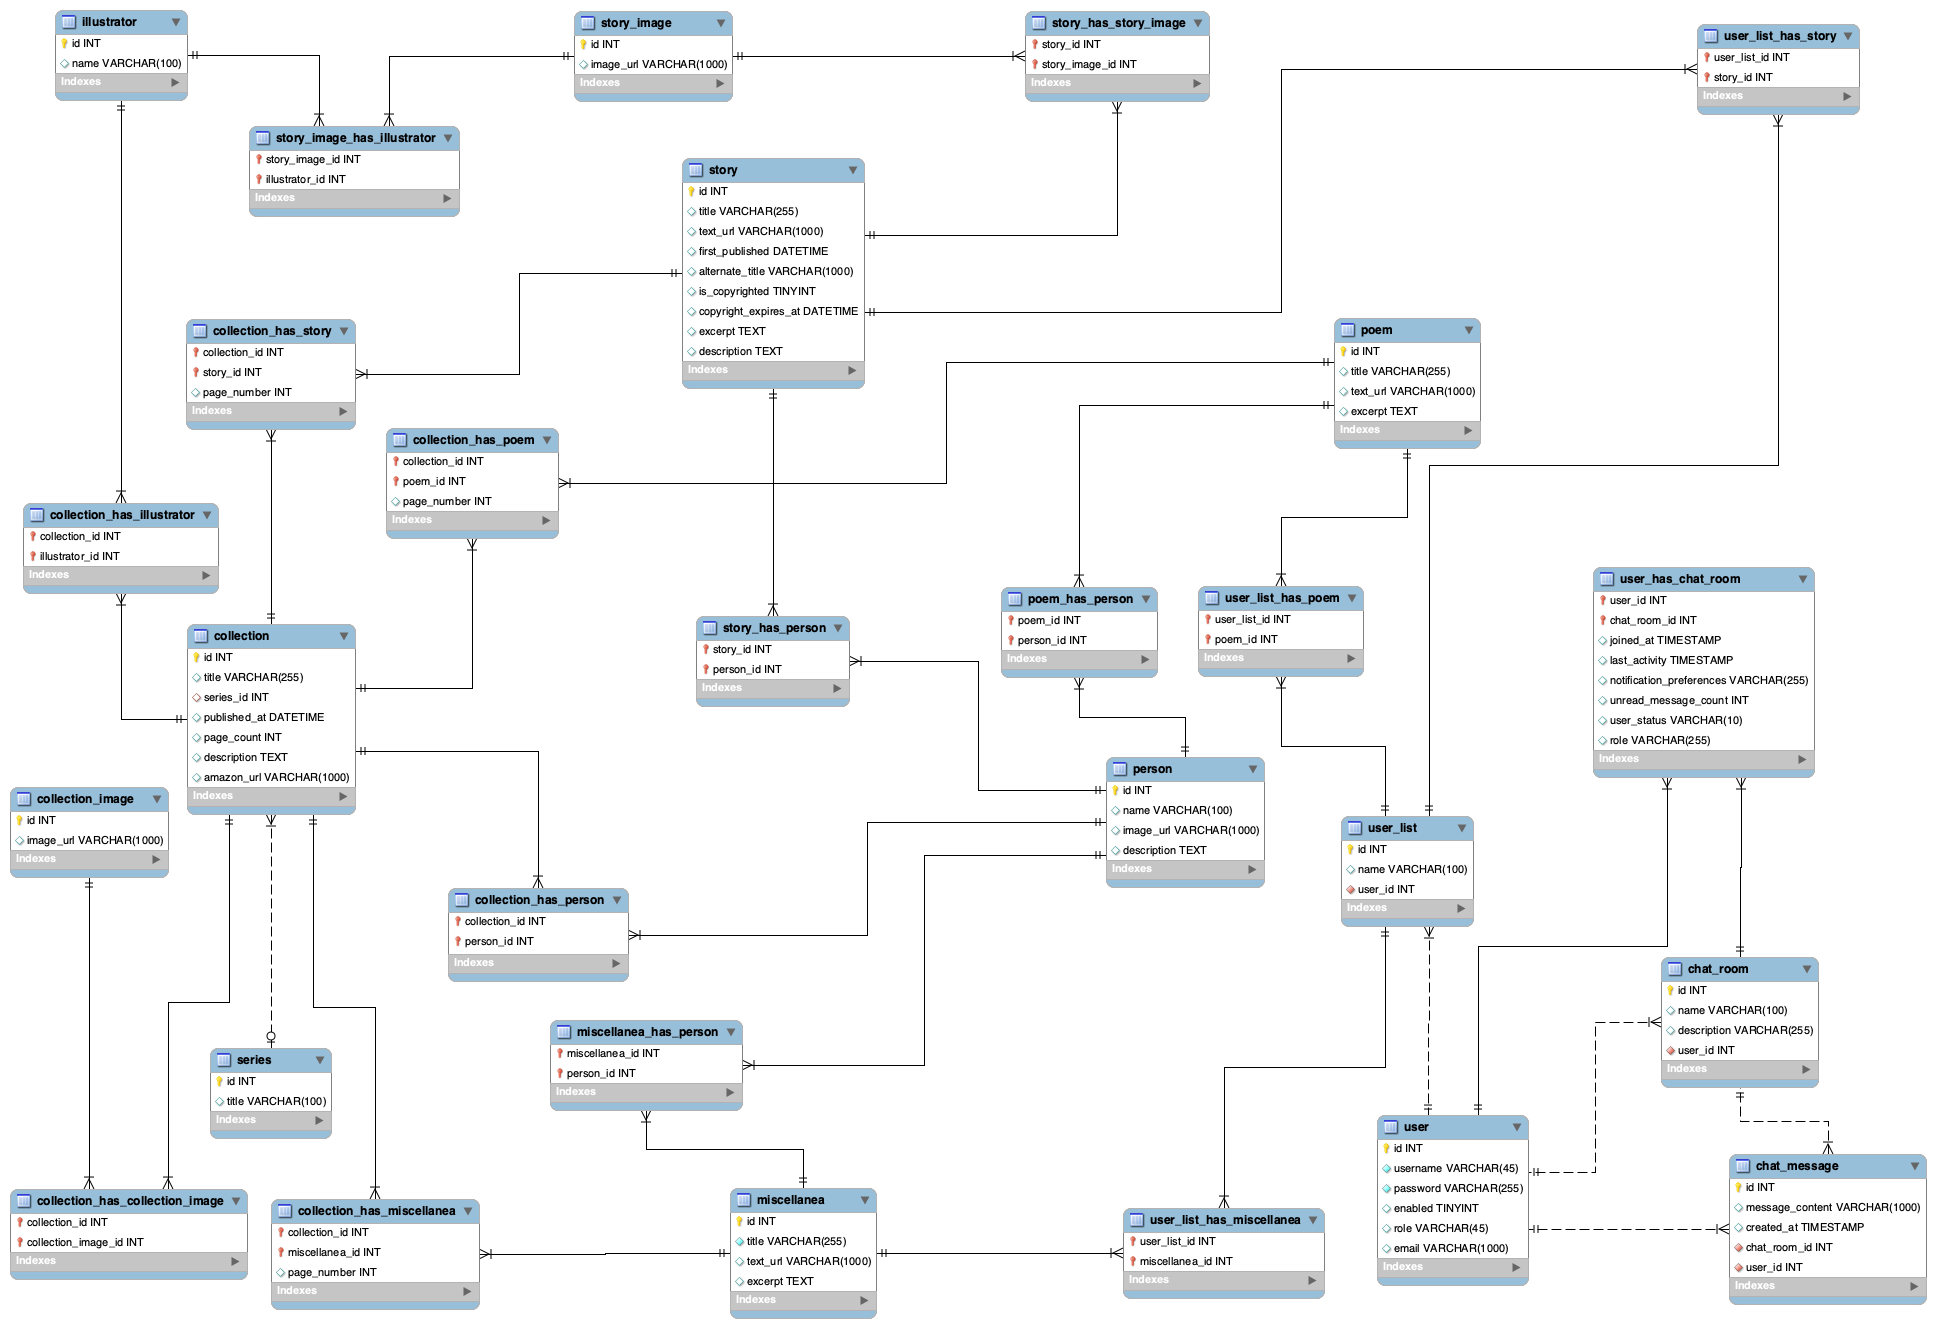 illustrator
id INT
name VARCHAR(100)
Indexes
story_image
id INT
image_url VARCHAR(1000)
Indexes
story_has_story_image
story_id INT
story_image_id INT
Indexes
user_list_has_story
user_list_id INT
story_id INT
Indexes
story_image_has_illustrator
story_image_id INT
illustrator_id INT
Indexes
story
id INT
title VARCHAR(255)
text_url VARCHAR(1000)
first_published DATETIME
alternate_title VARCHAR(1000)
is_copyrighted TINYINT
copyright_expires_at DATETIME
excerpt TEXT
description TEXT
Indexes
collection_has_story
collection_id INT
story_id INT
page_number INT
Indexes
poem
id INT
title VARCHAR(255)
text_url VARCHAR(1000)
excerpt TEXT
Indexes
collection_has_poem
collection_id INT
poem_id INT
page_number INT
Indexes
collection_has_illustrator
collection_id INT
illustrator_id INT
Indexes
collection
id INT
title VARCHAR(255)
series_id INT
published_at DATETIME
page_count INT
description TEXT
amazon_url VARCHAR(1000)
Indexes
story_has_person
story_id INT
person_id INT
Indexes
poem_has_person
poem_id INT
person_id INT
Indexes
user_list_has_poem
user_list_id INT
poem_id INT
Indexes
user_has_chat_room
user_id INT
chat_room_id INT
joined_at TIMESTAMP
last_activity TIMESTAMP
notification_preferences VARCHAR(255)
unread_message_count INT
user_status VARCHAR(10)
role VARCHAR(255)
Indexes
collection_image
id INT
image_url VARCHAR(1000)
Indexes
person
id INT
name VARCHAR(100)
image_url VARCHAR(1000)
description TEXT
Indexes
user_list
id INT
name VARCHAR(100)
user_id INT
Indexes
collection_has_person
collection_id INT
person_id INT
Indexes
chat_room
id INT
name VARCHAR(100)
description VARCHAR(255)
user_id INT
Indexes
series
id INT
title VARCHAR(100)
Indexes
miscellanea_has_person
miscellanea_id INT
person_id INT
Indexes
user
id INT
username VARCHAR(45)
password VARCHAR(255)
enabled TINYINT
role VARCHAR(45)
email VARCHAR(1000)
Indexes
chat_message
id INT
message_content VARCHAR(1000)
created_at TIMESTAMP
chat_room_id INT
user_id INT
Indexes
collection_has_collection_image
collection_id INT
collection_image_id INT
Indexes
collection_has_miscellanea
collection_id INT
miscellanea_id INT
page_number INT
Indexes
miscellanea
id INT
title VARCHAR(255)
text_url VARCHAR(1000)
excerpt TEXT
Indexes
user_list_has_miscellanea
user_list_id INT
miscellanea_id INT
Indexes